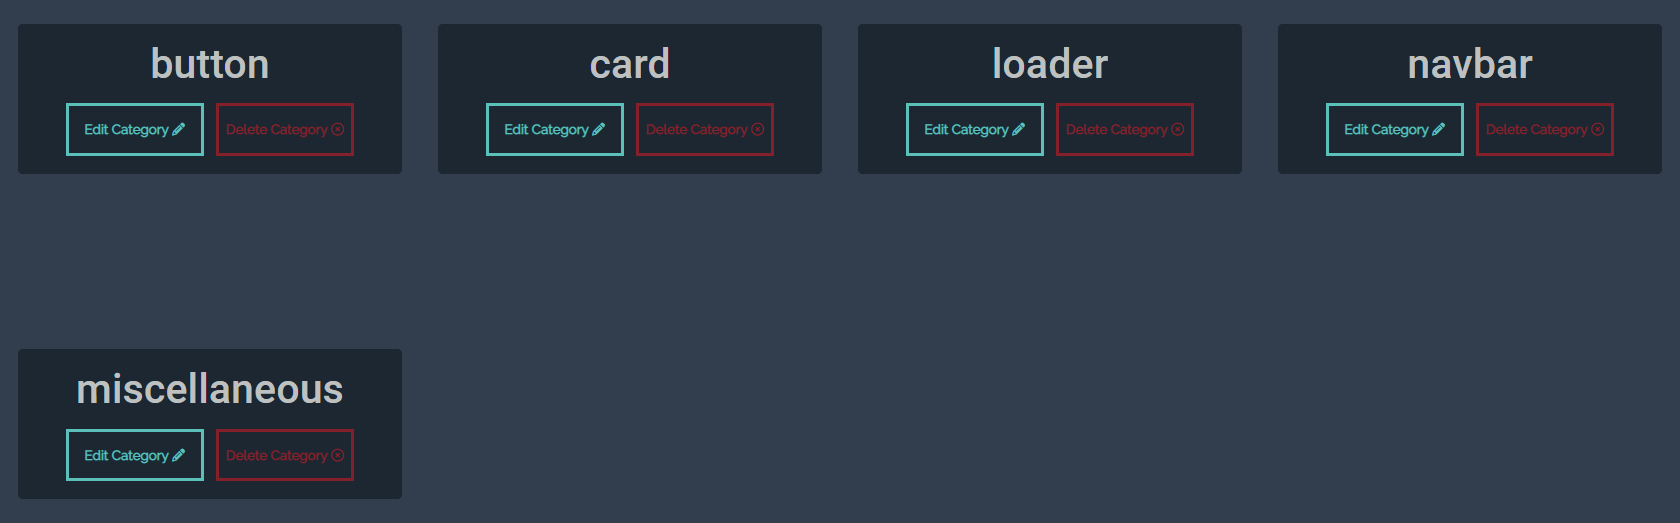 button
Edit Category
Delete Category
card
Edit Category
Delete Category
loader
Edit Category
Delete Category
navbar
Edit Category
Delete Category
miscellaneous
Edit Category
Delete Category